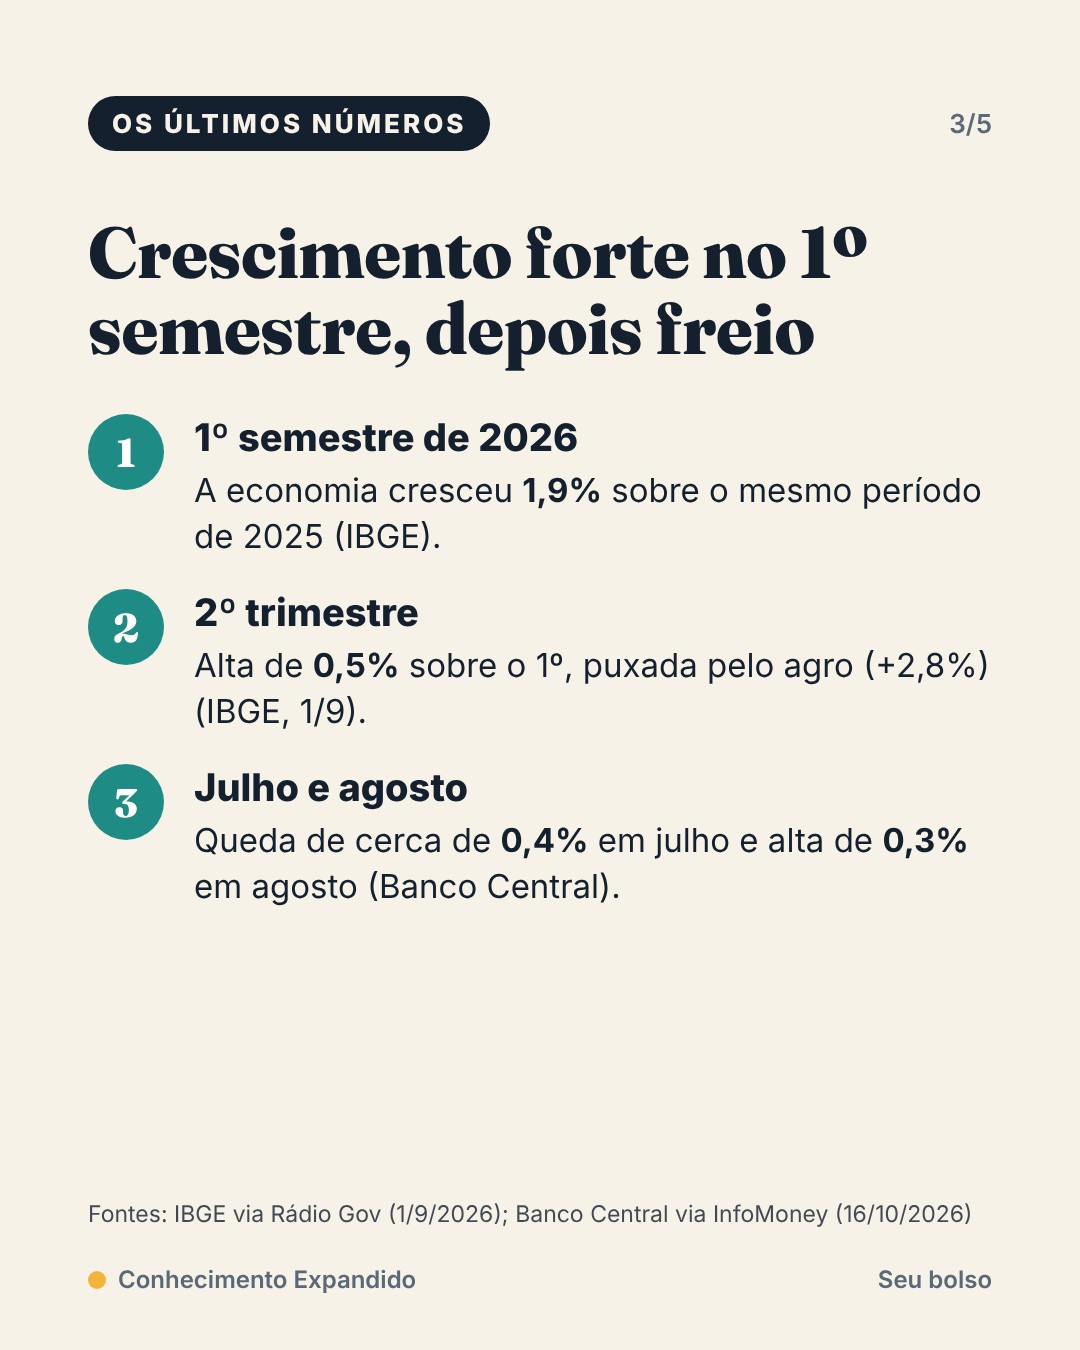 OS ÚLTIMOS NÚMEROS
3/5
Crescimento forte no 1º
semestre, depois freio
1
1º semestre de 2026
A economia cresceu 1,9% sobre o mesmo período
de 2025 (IBGE).
2
2º trimestre
Alta de 0,5% sobre o 1º, puxada pelo agro (+2,8%)
(IBGE, 1/9).
3
Julho e agosto
Queda de cerca de 0,4% em julho e alta de 0,3%
em agosto (Banco Central).
Fontes: IBGE via Rádio Gov (1/9/2026); Banco Central via InfoMoney (16/10/2026)
Conhecimento Expandido
Seu bolso